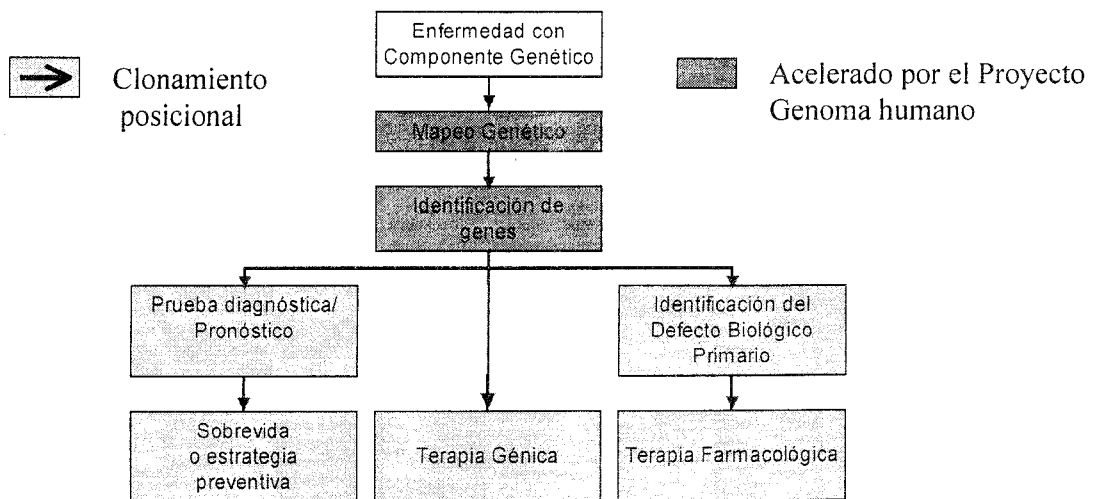 Enfermedad con
Componente Genético
Clonamiento
posicional
Acelerado por el Proyecto
Genoma humano
Mapeo Genético
Identificación de
genes
Prueba diagnóstica/
Pronóstico
Identificación del
Defecto Biológico
Primario
Sobrevida
o estrategia
preventiva
Terapia Génica
Terapia Farmacológica